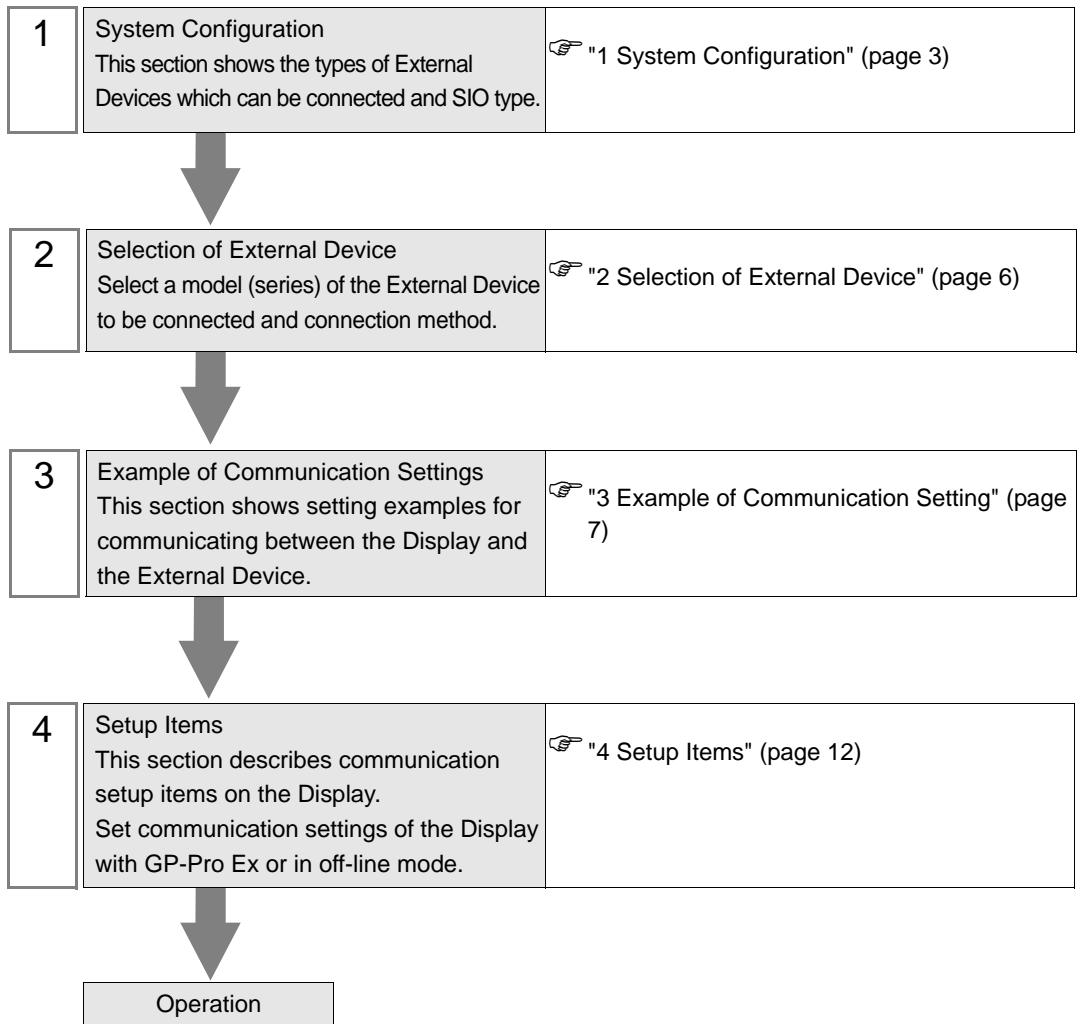 1
System Configuration
This section shows the types of External
Devices which can be connected and SIO type.
"1 System Configuration" (page 3)
2
Selection of External Device
Select a model (series) of the External Device
to be connected and connection method.
"2 Selection of External Device" (page 6)
3
Example of Communication Settings
This section shows setting examples for
communicating between the Display and
the External Device.
"3 Example of Communication Setting" (page
7)
4
Setup Items
This section describes communication
setup items on the Display.
Set communication settings of the Display
with GP-Pro Ex or in off-line mode.
"4 Setup Items" (page 12)
Operation